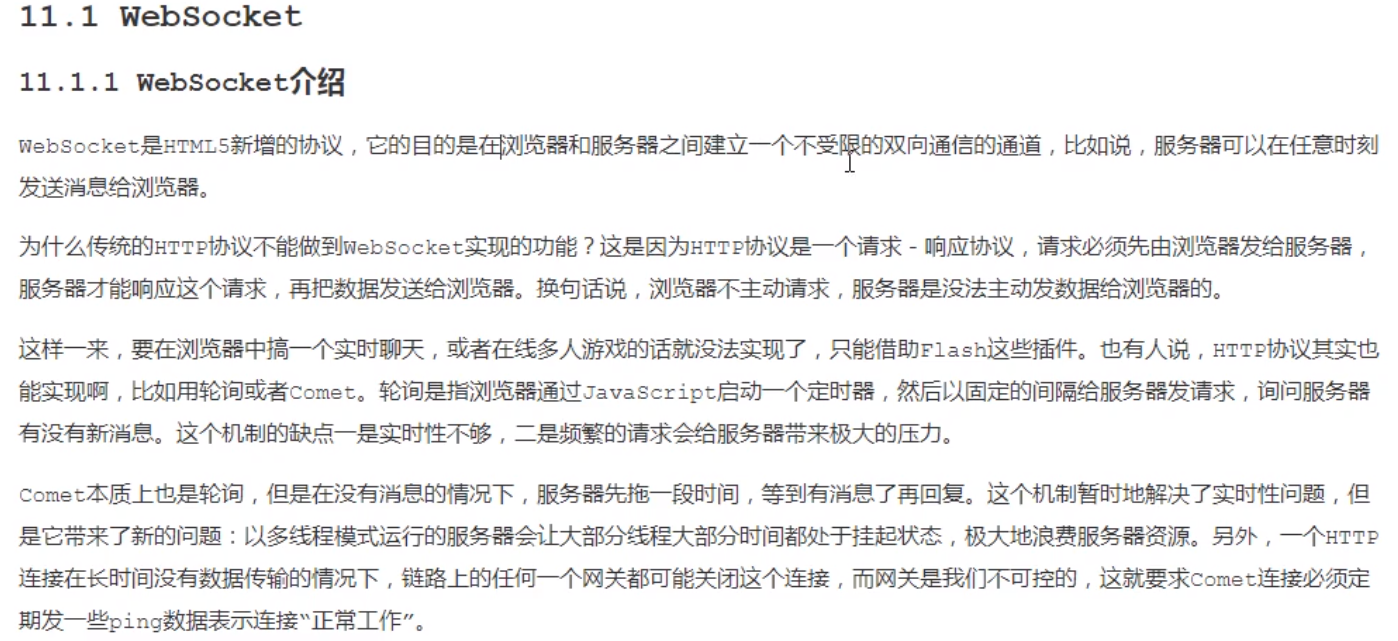 11.1 WebSocket
11.1.1 WebSocket介绍
WebSocket是HTML5新增的协议，它的目的是在浏览器和服务器之间建立一个不受限的双向通信的通道，比如说，服务器可以在任意时刻
发送消息给浏览器。
为什么传统的HTTP协议不能做到WebSocket实现的功能？这是因为HTTP协议是一个请求－响应协议，请求必须先由浏览器发给服务器，
服务器才能响应这个请求，再把数据发送给浏览器。换句话说，浏览器不主动请求，服务器是没法主动发数据给浏览器的。
这样一来，要在浏览器中搞一个实时聊天，或者在线多人游戏的话就没法实现了，只能借助Flash这些插件。也有人说，HTTP协议其实也
能实现啊，比如用轮询或者Comet。轮询是指浏览器通过JavaScript启动一个定时器，然后以固定的间隔给服务器发请求，询问服务器
有没有新消息。这个机制的缺点一是实时性不够，二是频繁的请求会给服务器带来极大的压力。
Comet本质上也是轮询，但是在没有消息的情况下，服务器先拖一段时间，等到有消息了再回复。这个机制暂时地解决了实时性问题，但
是它带来了新的问题：以多线程模式运行的服务器会让大部分线程大部分时间都处于挂起状态，极大地浪费服务器资源。另外，一个HTTP
连接在长时间没有数据传输的情况下，链路上的任何一个网关都可能关闭这个连接，而网关是我们不可控的，这就要求Comet连接必须定
期发一些ping数据表示连接“正常工作”。